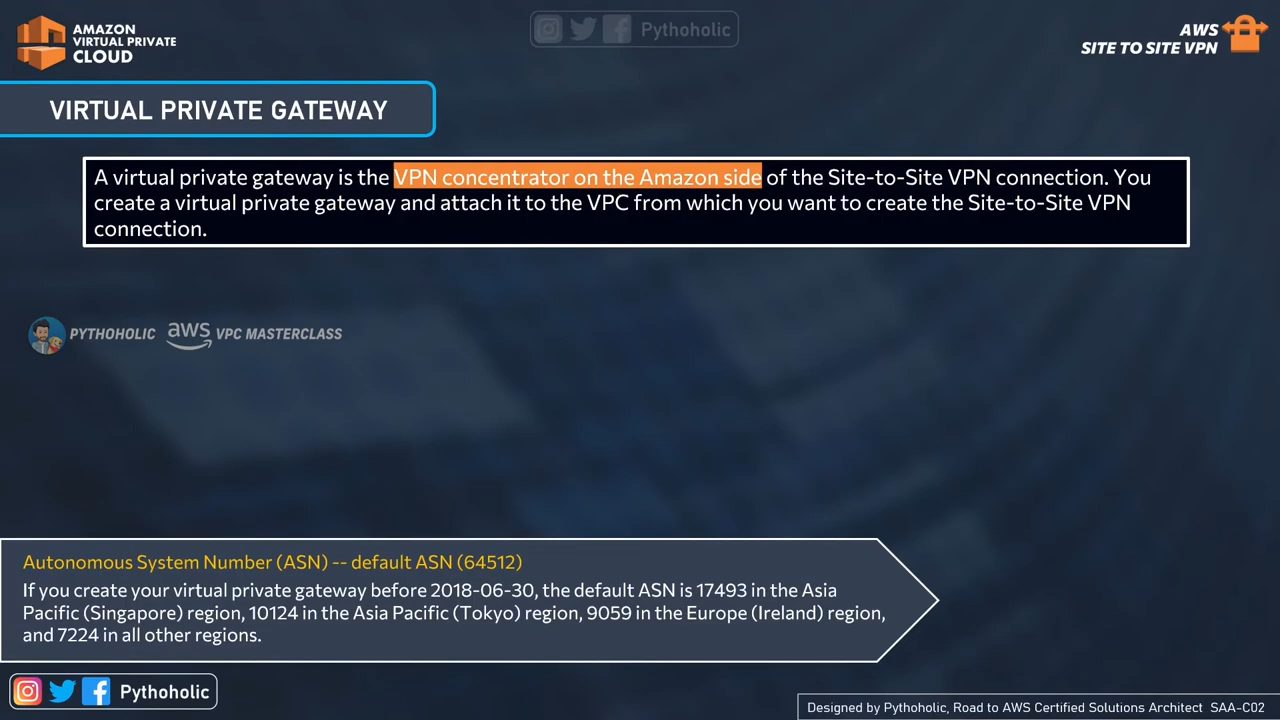 AMAZON
VIRTUAL PRIVATE
CLOUD
Pythoholic
AWS
SITE TO SITE VPN
VIRTUAL PRIVATE GATEWAY
A virtual private gateway is the VPN concentrator on the Amazon side of the Site-to-Site VPN connection. You
create a virtual private gateway and attach it to the VPC from which you want to create the Site-to-Site VPN
connection.
PYTHOHOLIC aws VPC MASTERCLASS
Autonomous System Number (ASN) -- default ASN (64512)
If you create your virtual private gateway before 2018-06-30, the default ASN is 17493 in the Asia
Pacific (Singapore) region, 10124 in the Asia Pacific (Tokyo) region, 9059 in the Europe (Ireland) region,
and 7224 in all other regions.
Pythoholic
Designed by Pythoholic, Road to AWS Certified Solutions Architect SAA-C02